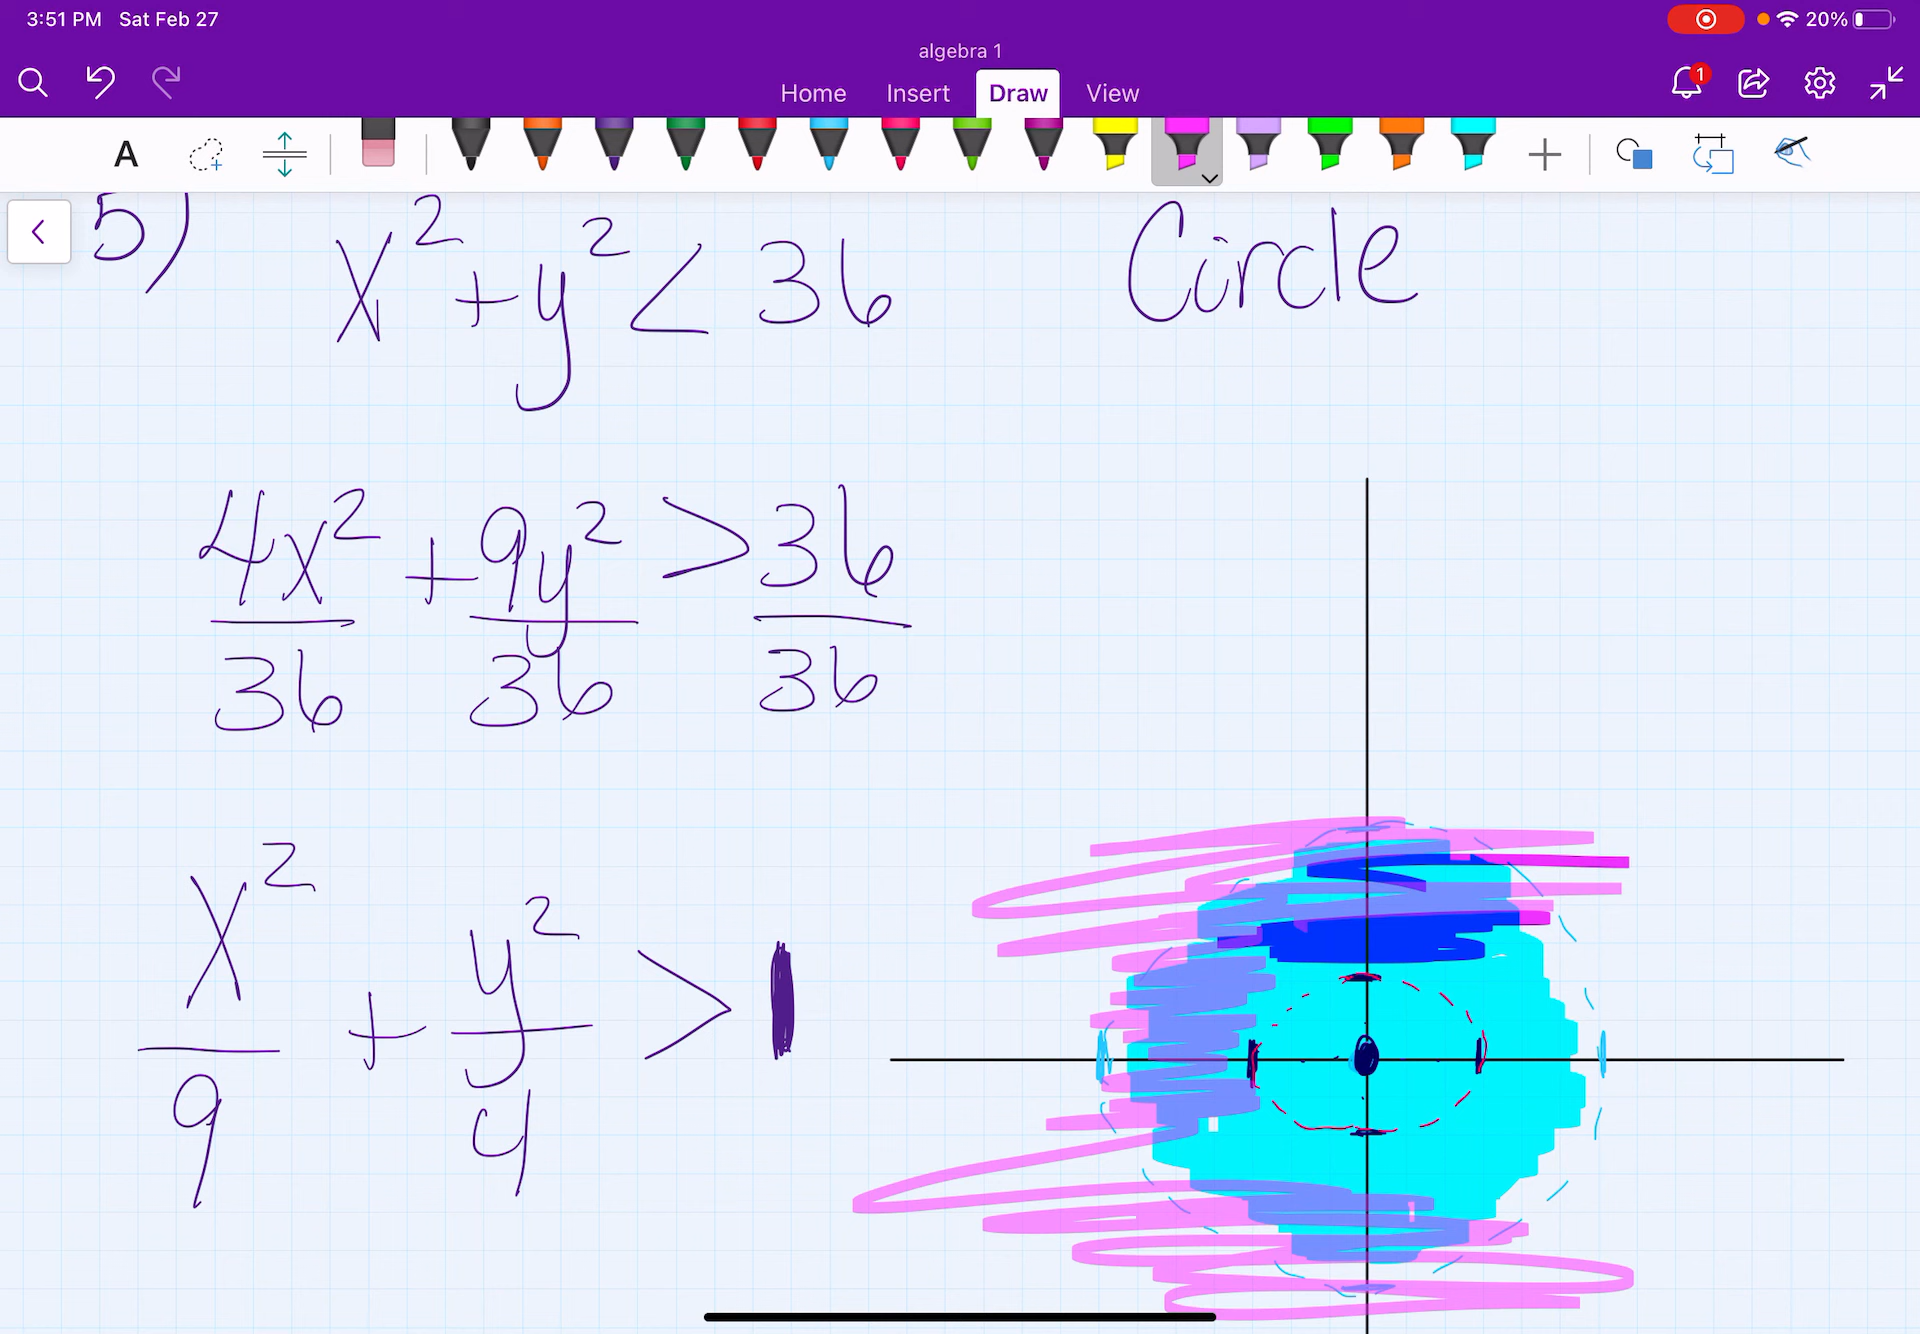 3:51 PM Sat Feb 27
20%
algebra 1
Home Insert Draw View
1
A
5) x² + y² < 36 Circle
4x²/36 + 9y²/36 > 36/36
x²/9 + y²/4 > 1